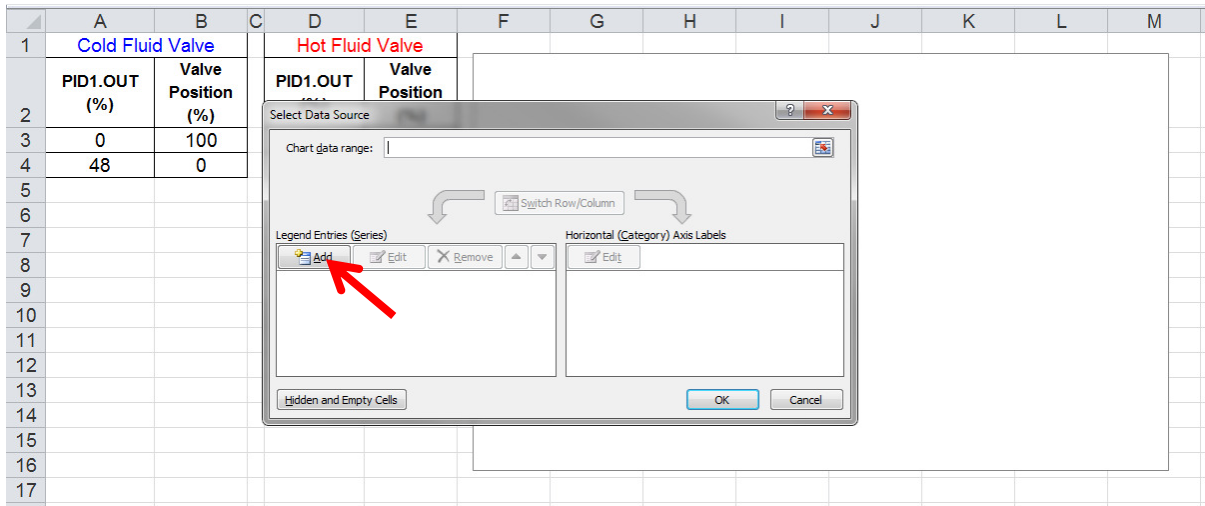 A B C D E F G H I J K L M
1 Cold Fluid Valve Hot Fluid Valve
PID1.OUT (%) Valve Position (%) PID1.OUT Valve Position
2
Select Data Source
3 0 100
Chart data range:
4 48 0
5
Switch Row/Column
6
7
Legend Entries (Series) Horizontal (Category) Axis Labels
8
Add Edit Remove Edit
9
10
11
12
13
Hidden and Empty Cells OK Cancel
14
15
16
17